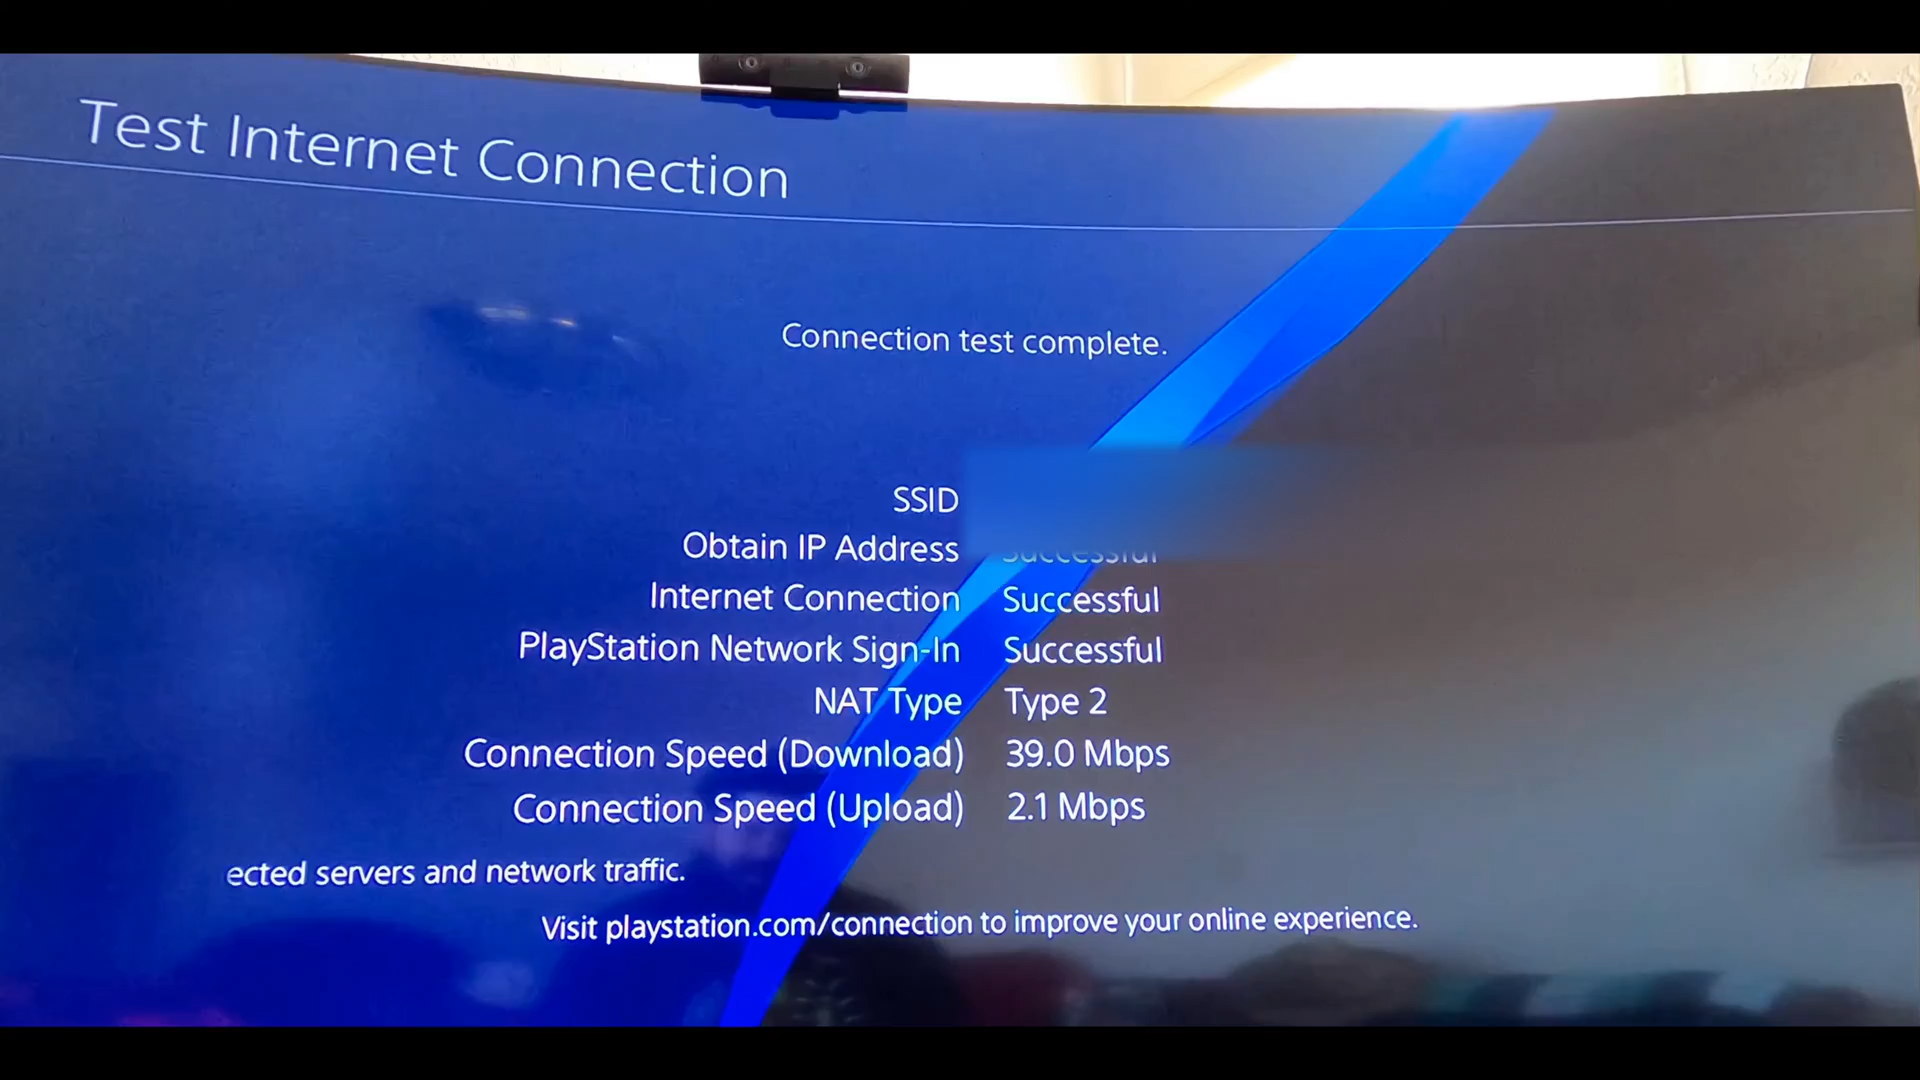 Test Internet Connection
Connection test complete.
SSID
Obtain IP Address Successful
Internet Connection Successful
PlayStation Network Sign-In Successful
NAT Type Type 2
Connection Speed (Download) 39.0 Mbps
Connection Speed (Upload) 2.1 Mbps
ected servers and network traffic.
Visit playstation.com/connection to improve your online experience.